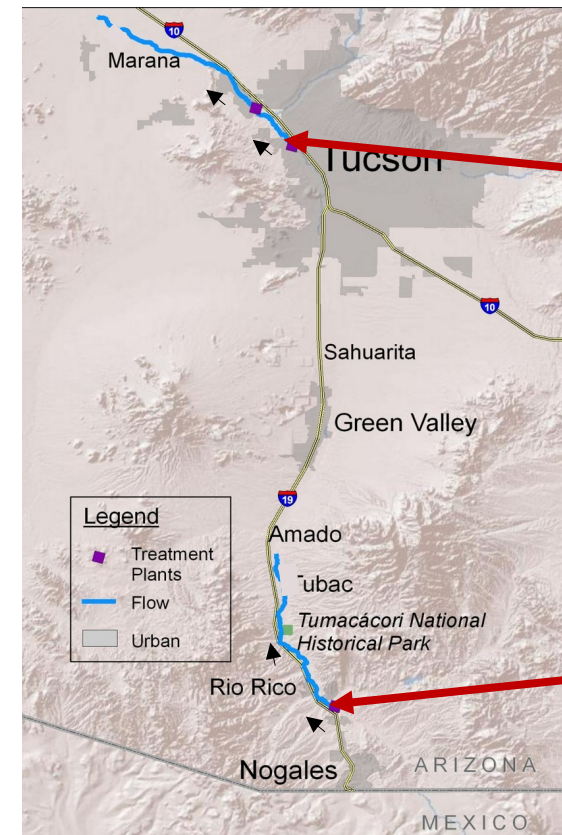 10
Marana
Tucson
10
Sahuarita
Green Valley
19
Legend
Treatment
Plants
Flow
Urban
Amado
ubac
Tumacácori National
Historical Park
Rio Rico
Nogales
ARIZONA
MEXICO